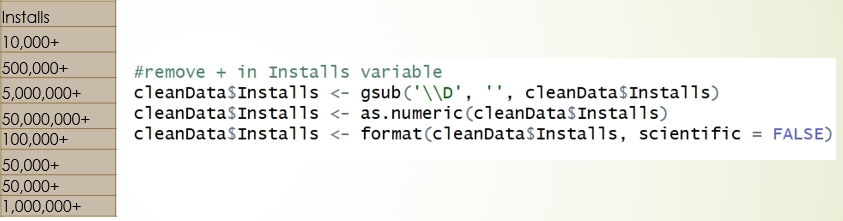 Installs
10,000+
500,000+
5,000,000+
50,000,000+
100,000+
50,000+
50,000+
1,000,000+
#remove + in Installs variable
cleanData$Installs <- gsub('\\D', '', cleanData$Installs)
cleanData$Installs <- as.numeric(cleanData$Installs)
cleanData$Installs <- format(cleanData$Installs, scientific = FALSE)